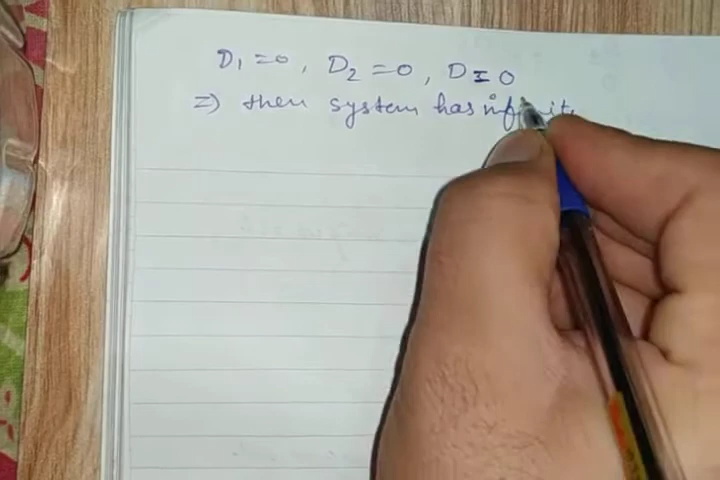 D₁ = 0, D₂ = 0, D = 0
=> then system has